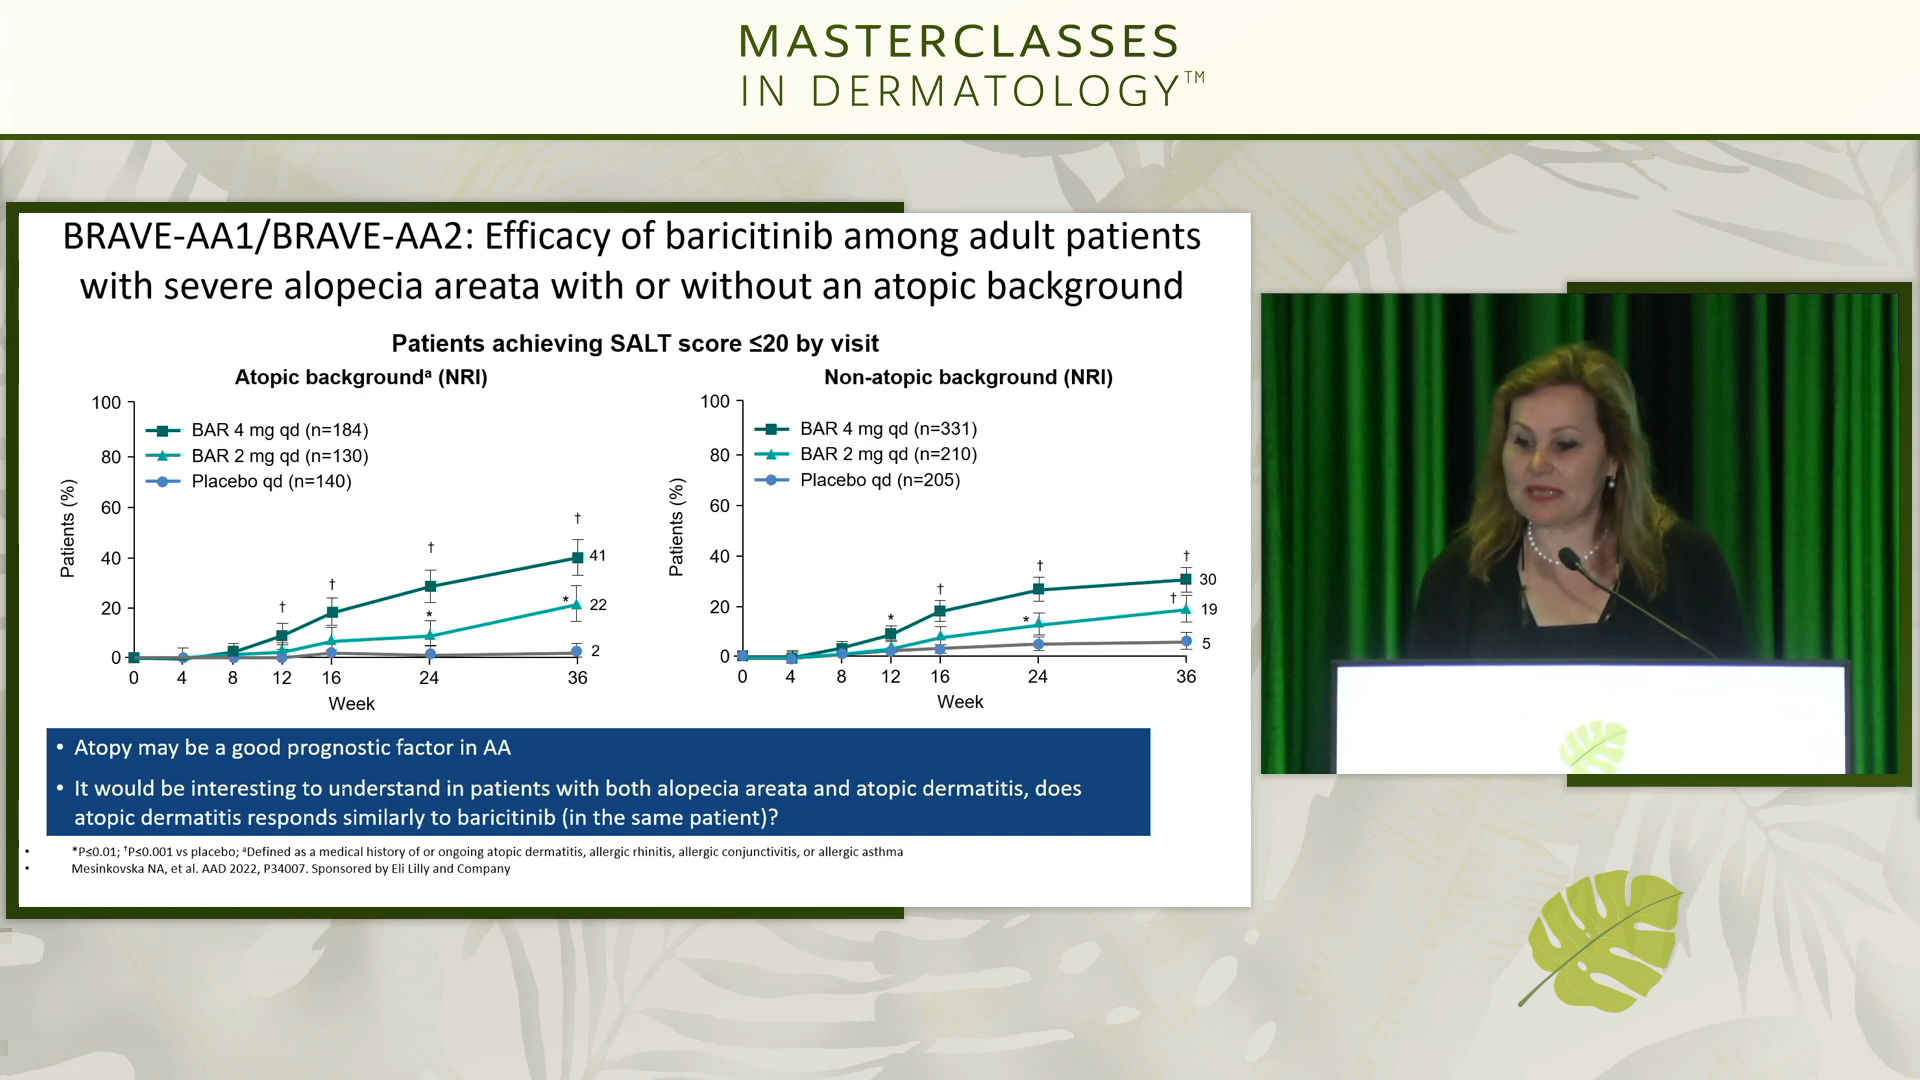 MASTERCLASSES
IN DERMATOLOGY™
BRAVE-AA1/BRAVE-AA2: Efficacy of baricitinib among adult patients
with severe alopecia areata with or without an atopic background
Patients achieving SALT score ≤20 by visit
Atopic backgroundᵃ (NRI)
100
80
60
40
20
0
Patients (%)
BAR 4 mg qd (n=184)
BAR 2 mg qd (n=130)
Placebo qd (n=140)
†
†
†
†
*
*
41
22
2
0 4 8 12 16 24 36
Week
Non-atopic background (NRI)
100
80
60
40
20
0
Patients (%)
BAR 4 mg qd (n=331)
BAR 2 mg qd (n=210)
Placebo qd (n=205)
*
†
†
†
*
†
30
19
5
0 4 8 12 16 24 36
Week
• Atopy may be a good prognostic factor in AA
• It would be interesting to understand in patients with both alopecia areata and atopic dermatitis, does
atopic dermatitis responds similarly to baricitinib (in the same patient)?
• *P≤0.01; †P≤0.001 vs placebo; ᵃDefined as a medical history of or ongoing atopic dermatitis, allergic rhinitis, allergic conjunctivitis, or allergic asthma
• Mesinkovska NA, et al. AAD 2022, P34007. Sponsored by Eli Lilly and Company